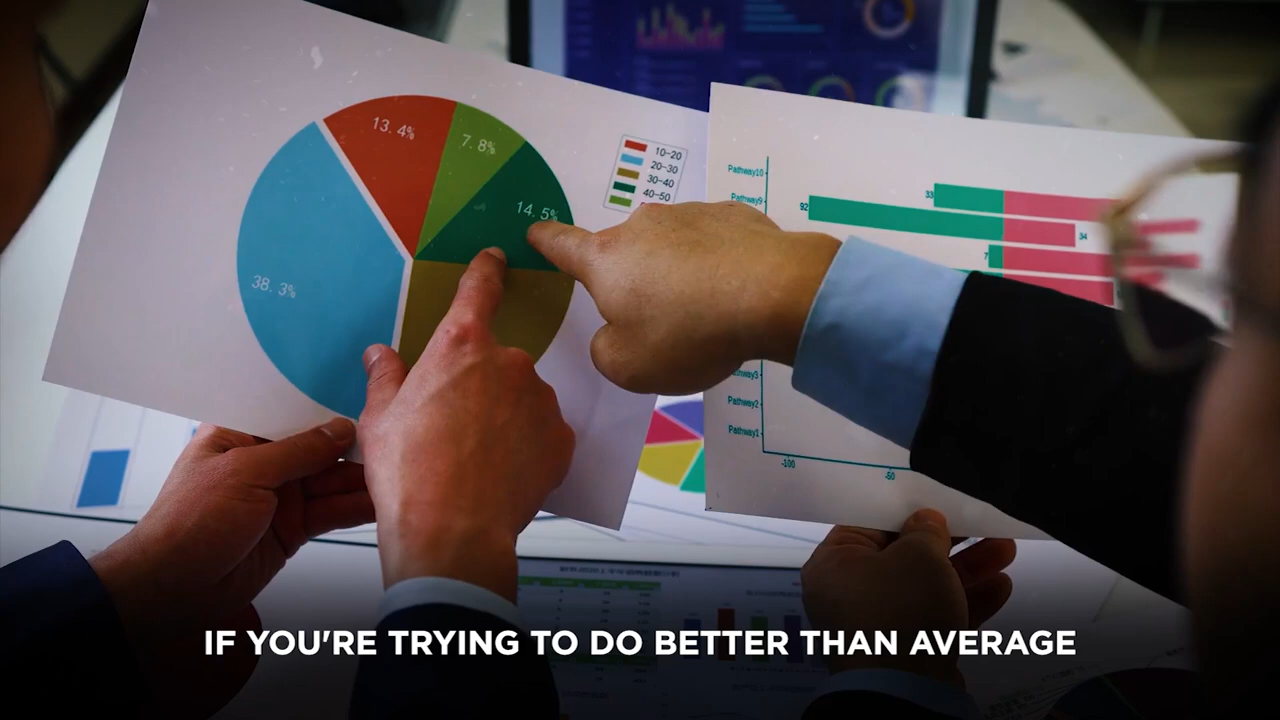 13.4%
7.8%
14.5%
38.3%
10-20
20-30
30-40
40-50
Pathway10
Pathway9
33
92
34
7
Pathway2
Pathway1
-100
-50
IF YOU'RE TRYING TO DO BETTER THAN AVERAGE